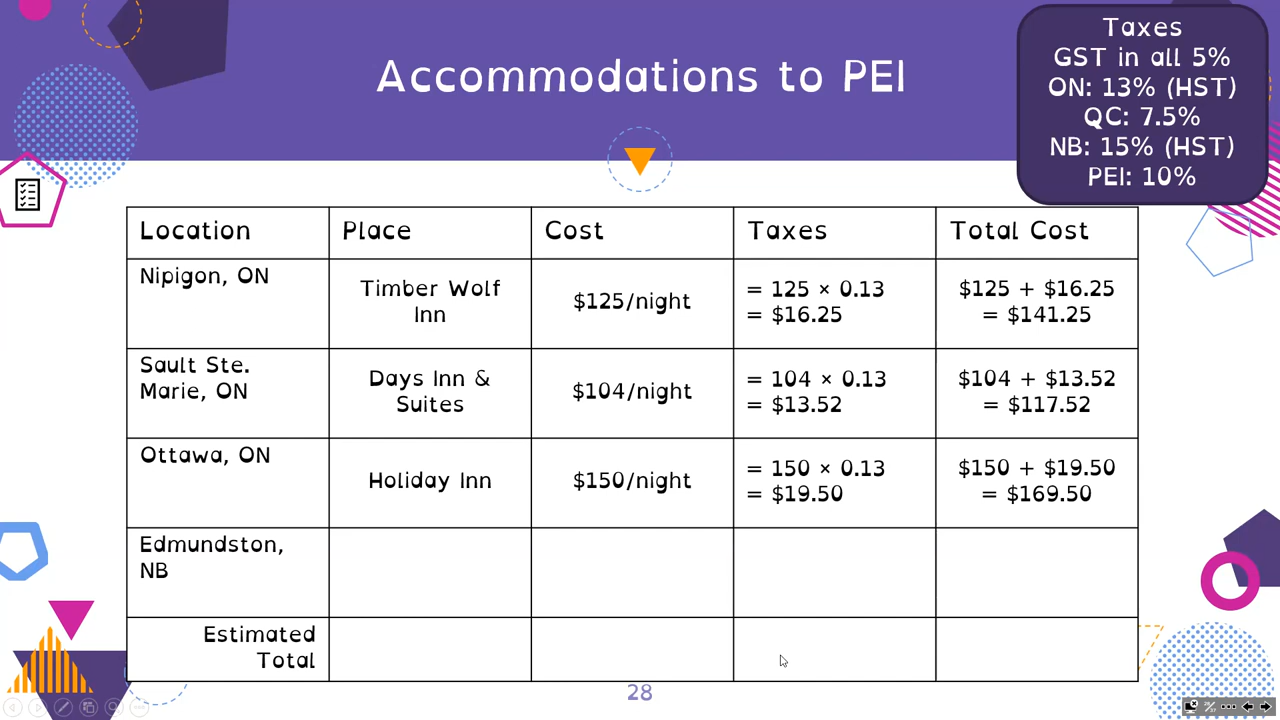 Accommodations to PEI
Taxes
GST in all 5%
ON: 13% (HST)
QC: 7.5%
NB: 15% (HST)
PEI: 10%
Location Place Cost Taxes Total Cost
Nipigon, ON
Timber Wolf
Inn
$125/night
= 125 × 0.13
= $16.25
$125 + $16.25
= $141.25
Sault Ste.
Marie, ON
Days Inn &
Suites
$104/night
= 104 × 0.13
= $13.52
$104 + $13.52
= $117.52
Ottawa, ON
Holiday Inn
$150/night
= 150 × 0.13
= $19.50
$150 + $19.50
= $169.50
Edmundston,
NB
Estimated
Total
28